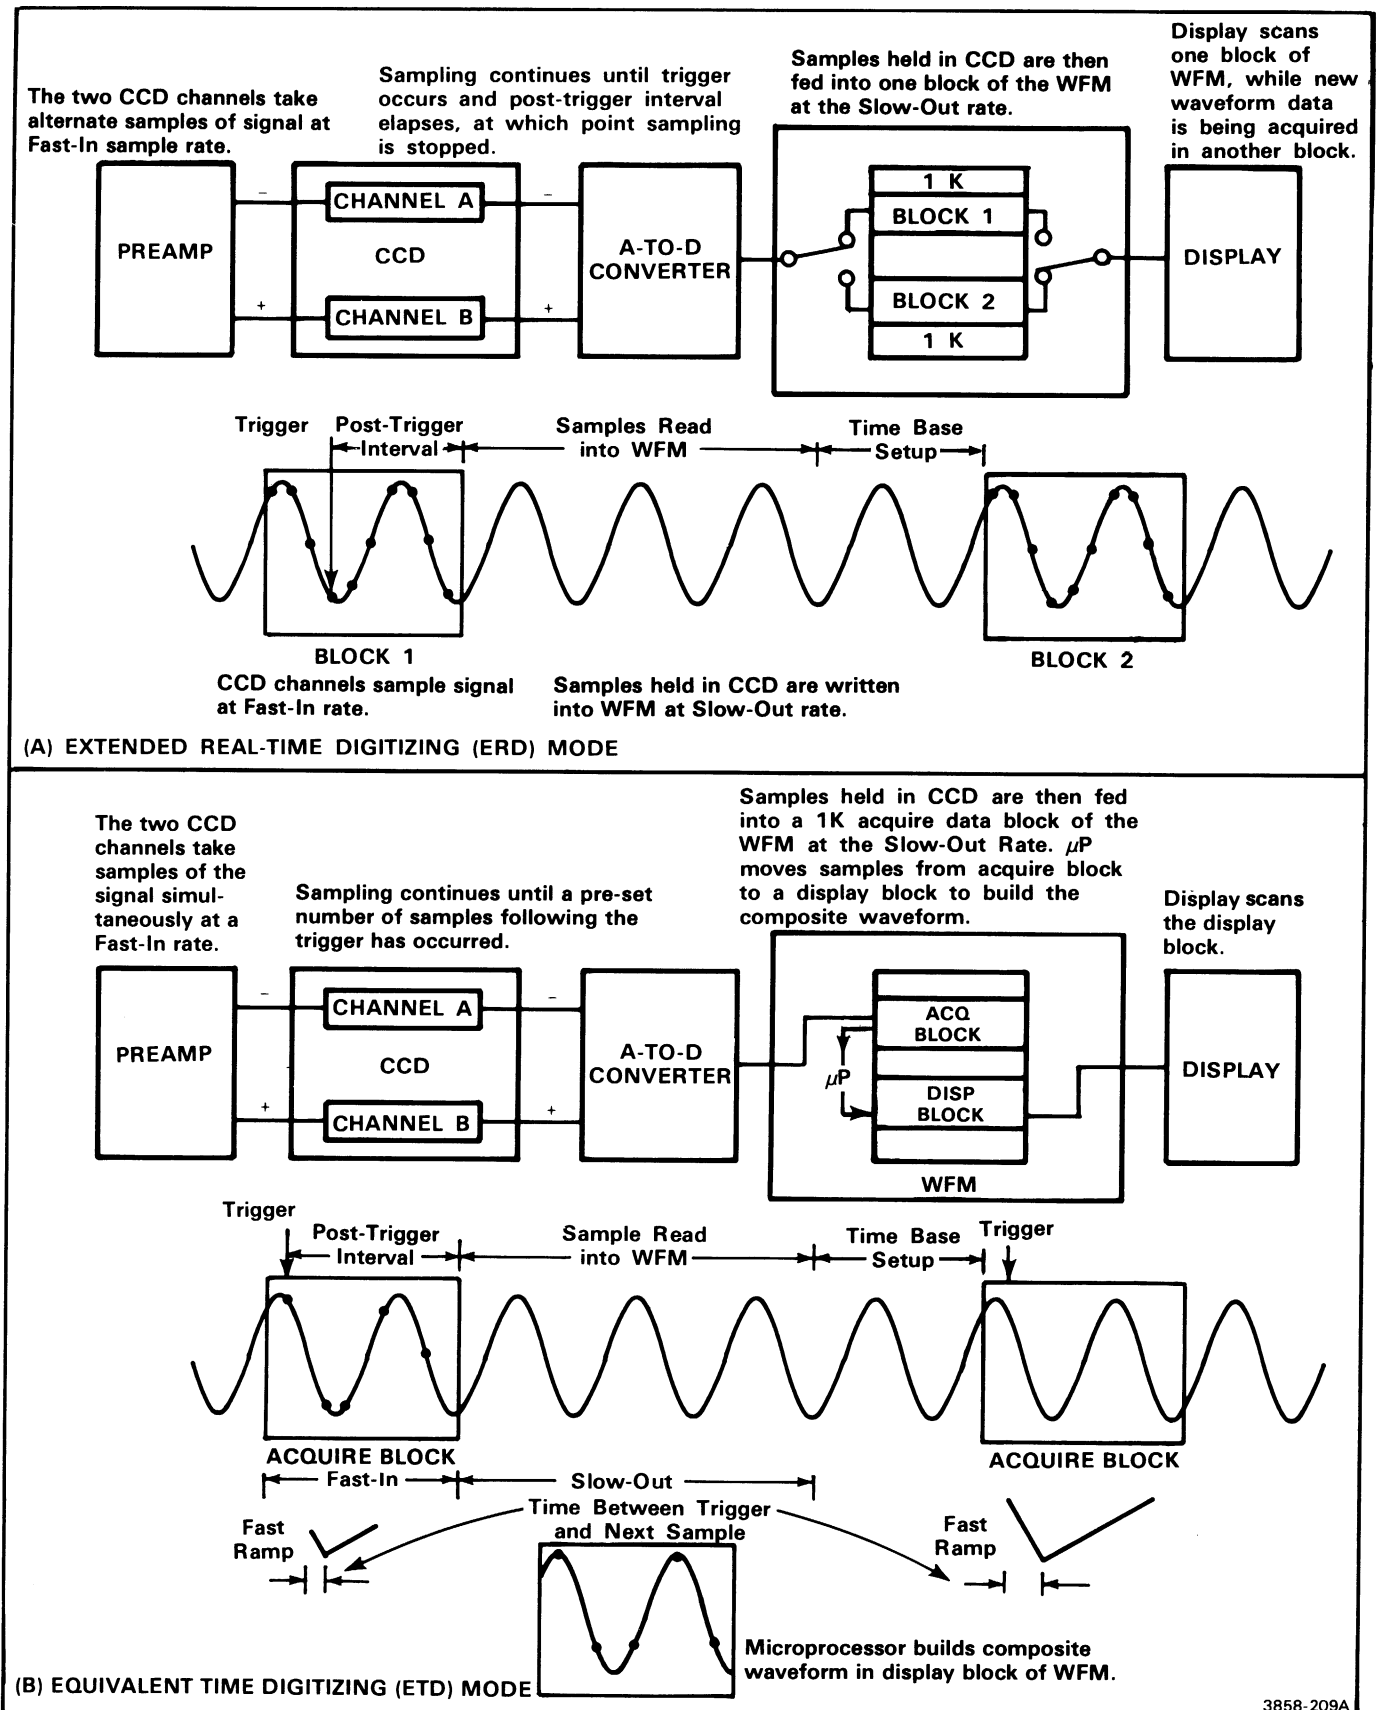 The two CCD channels take
alternate samples of signal at
Fast-In sample rate.
Sampling continues until trigger
occurs and post-trigger interval
elapses, at which point sampling
is stopped.
Samples held in CCD are then
fed into one block of the WFM
at the Slow-Out rate.
Display scans
one block of
WFM, while new
waveform data
is being acquired
in another block.
PREAMP
−
+
CHANNEL A
CCD
CHANNEL B
−
+
A-TO-D
CONVERTER
1 K
BLOCK 1
BLOCK 2
1 K
DISPLAY
Trigger
Post-Trigger
Interval
Samples Read
into WFM
Time Base
Setup
BLOCK 1
BLOCK 2
CCD channels sample signal
at Fast-In rate.
Samples held in CCD are written
into WFM at Slow-Out rate.
(A) EXTENDED REAL-TIME DIGITIZING (ERD) MODE
The two CCD
channels take
samples of the
signal simul-
taneously at a
Fast-In rate.
Sampling continues until a pre-set
number of samples following the
trigger has occurred.
Samples held in CCD are then fed
into a 1K acquire data block of the
WFM at the Slow-Out Rate. μP
moves samples from acquire block
to a display block to build the
composite waveform.
Display scans
the display
block.
PREAMP
−
+
CHANNEL A
CCD
CHANNEL B
−
+
A-TO-D
CONVERTER
ACQ
BLOCK
μP
DISP
BLOCK
WFM
DISPLAY
Trigger
Post-Trigger
Interval
Sample Read
into WFM
Time Base
Setup
Trigger
ACQUIRE BLOCK
ACQUIRE BLOCK
Fast-In
Slow-Out
Time Between Trigger
and Next Sample
Fast
Ramp
Fast
Ramp
Microprocessor builds composite
waveform in display block of WFM.
(B) EQUIVALENT TIME DIGITIZING (ETD) MODE
3858-209A